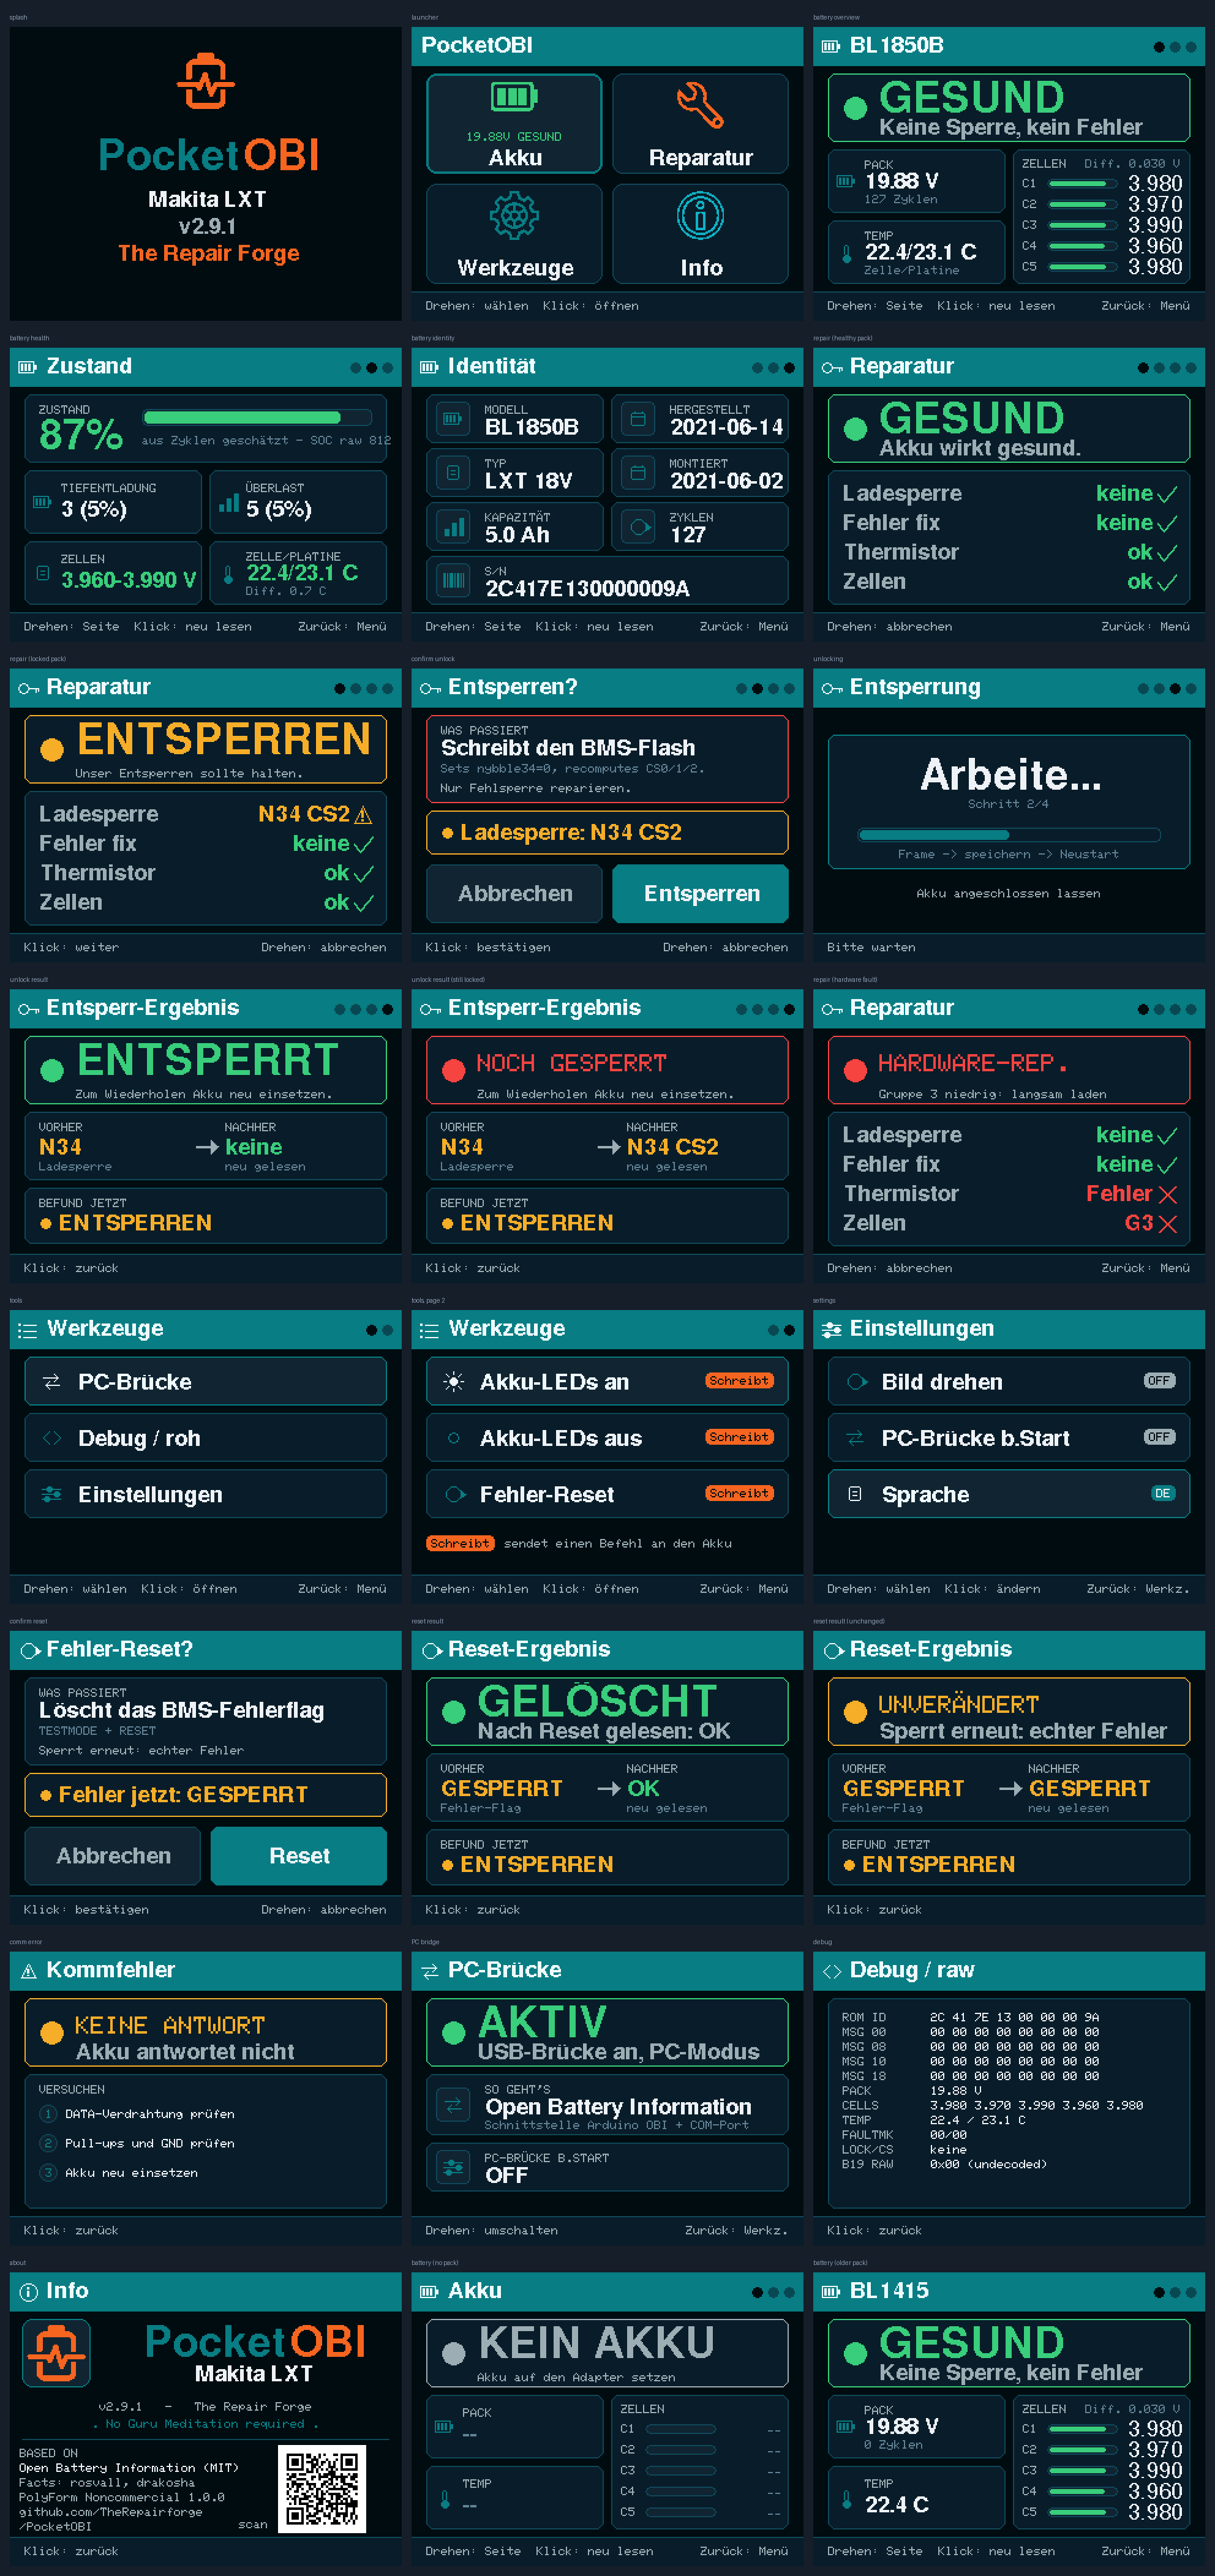 splash
PocketOBI
Makita LXT
v2.9.1
The Repair Forge
launcher
PocketOBI
19.88V GESUND
Akku
Reparatur
Werkzeuge
Info
Drehen: wählen Klick: öffnen
battery overview
BL1850B
GESUND
Keine Sperre, kein Fehler
PACK
19.88 V
127 Zyklen
TEMP
22.4/23.1 C
Zelle/Platine
ZELLEN Diff. 0.030 V
C1 3.980
C2 3.970
C3 3.990
C4 3.960
C5 3.980
Drehen: Seite Klick: neu lesen Zurück: Menü
battery health
Zustand
ZUSTAND
87%
aus Zyklen geschätzt - SOC raw 812
TIEFENTLADUNG
3 (5%)
ÜBERLAST
5 (5%)
ZELLEN
3.960-3.990 V
ZELLE/PLATINE
22.4/23.1 C
Diff. 0.7 C
Drehen: Seite Klick: neu lesen Zurück: Menü
battery identity
Identität
MODELL
BL1850B
HERGESTELLT
2021-06-14
TYP
LXT 18V
MONTIERT
2021-06-02
KAPAZITÄT
5.0 Ah
ZYKLEN
127
S/N
2C417E130000009A
Drehen: Seite Klick: neu lesen Zurück: Menü
repair (healthy pack)
Reparatur
GESUND
Akku wirkt gesund.
Ladesperre keine
Fehler fix keine
Thermistor ok
Zellen ok
Drehen: abbrechen Zurück: Menü
repair (locked pack)
Reparatur
ENTSPERREN
Unser Entsperren sollte halten.
Ladesperre N34 CS2
Fehler fix keine
Thermistor ok
Zellen ok
Klick: weiter Drehen: abbrechen
confirm unlock
Entsperren?
WAS PASSIERT
Schreibt den BMS-Flash
Sets nybble34=0, recomputes CS0/1/2.
Nur Fehlsperre reparieren.
Ladesperre: N34 CS2
Abbrechen
Entsperren
Klick: bestätigen Drehen: abbrechen
unlocking
Entsperrung
Arbeite...
Schritt 2/4
Frame -> speichern -> Neustart
Akku angeschlossen lassen
Bitte warten
unlock result
Entsperr-Ergebnis
ENTSPERRT
Zum Wiederholen Akku neu einsetzen.
VORHER NACHHER
N34 keine
Ladesperre neu gelesen
BEFUND JETZT
ENTSPERREN
Klick: zurück
unlock result (still locked)
Entsperr-Ergebnis
NOCH GESPERRT
Zum Wiederholen Akku neu einsetzen.
VORHER NACHHER
N34 N34 CS2
Ladesperre neu gelesen
BEFUND JETZT
ENTSPERREN
Klick: zurück
repair (hardware fault)
Reparatur
HARDWARE-REP.
Gruppe 3 niedrig: langsam laden
Ladesperre keine
Fehler fix keine
Thermistor Fehler
Zellen G3
Drehen: abbrechen Zurück: Menü
tools
Werkzeuge
PC-Brücke
Debug / roh
Einstellungen
Drehen: wählen Klick: öffnen Zurück: Menü
tools, page 2
Werkzeuge
Akku-LEDs an Schreibt
Akku-LEDs aus Schreibt
Fehler-Reset Schreibt
Schreibt sendet einen Befehl an den Akku
Drehen: wählen Klick: öffnen Zurück: Menü
settings
Einstellungen
Bild drehen OFF
PC-Brücke b.Start OFF
Sprache DE
Drehen: wählen Klick: ändern Zurück: Werkz.
confirm reset
Fehler-Reset?
WAS PASSIERT
Löscht das BMS-Fehlerflag
TESTMODE + RESET
Sperrt erneut: echter Fehler
Fehler jetzt: GESPERRT
Abbrechen
Reset
Klick: bestätigen Drehen: abbrechen
reset result
Reset-Ergebnis
GELÖSCHT
Nach Reset gelesen: OK
VORHER NACHHER
GESPERRT OK
Fehler-Flag neu gelesen
BEFUND JETZT
ENTSPERREN
Klick: zurück
reset result (unchanged)
Reset-Ergebnis
UNVERÄNDERT
Sperrt erneut: echter Fehler
VORHER NACHHER
GESPERRT GESPERRT
Fehler-Flag neu gelesen
BEFUND JETZT
ENTSPERREN
Klick: zurück
comm error
Kommfehler
KEINE ANTWORT
Akku antwortet nicht
VERSUCHEN
1 DATA-Verdrahtung prüfen
2 Pull-ups und GND prüfen
3 Akku neu einsetzen
Klick: zurück
PC bridge
PC-Brücke
AKTIV
USB-Brücke an, PC-Modus
SO GEHT'S
Open Battery Information
Schnittstelle Arduino OBI + COM-Port
PC-BRÜCKE B.START
OFF
Drehen: umschalten Zurück: Werkz.
debug
Debug / raw
ROM ID 2C 41 7E 13 00 00 00 9A
MSG 00 00 00 00 00 00 00 00 00
MSG 08 00 00 00 00 00 00 00 00
MSG 10 00 00 00 00 00 00 00 00
MSG 18 00 00 00 00 00 00 00 00
PACK 19.88 V
CELLS 3.980 3.970 3.990 3.960 3.980
TEMP 22.4 / 23.1 C
FAULTMK 00/00
LOCK/CS keine
B19 RAW 0x00 (undecoded)
Klick: zurück
about
Info
PocketOBI
Makita LXT
v2.9.1 - The Repair Forge
. No Guru Meditation required .
BASED ON
Open Battery Information (MIT)
Facts: rosvall, drakosha
PolyForm Noncommercial 1.0.0
github.com/TheRepairforge
/PocketOBI
scan
Klick: zurück
battery (no pack)
Akku
KEIN AKKU
Akku auf den Adapter setzen
PACK
--
TEMP
--
ZELLEN
C1 --
C2 --
C3 --
C4 --
C5 --
Drehen: Seite Klick: neu lesen Zurück: Menü
battery (older pack)
BL1415
GESUND
Keine Sperre, kein Fehler
PACK
19.88 V
0 Zyklen
TEMP
22.4 C
ZELLEN Diff. 0.030 V
C1 3.980
C2 3.970
C3 3.990
C4 3.960
C5 3.980
Drehen: Seite Klick: neu lesen Zurück: Menü